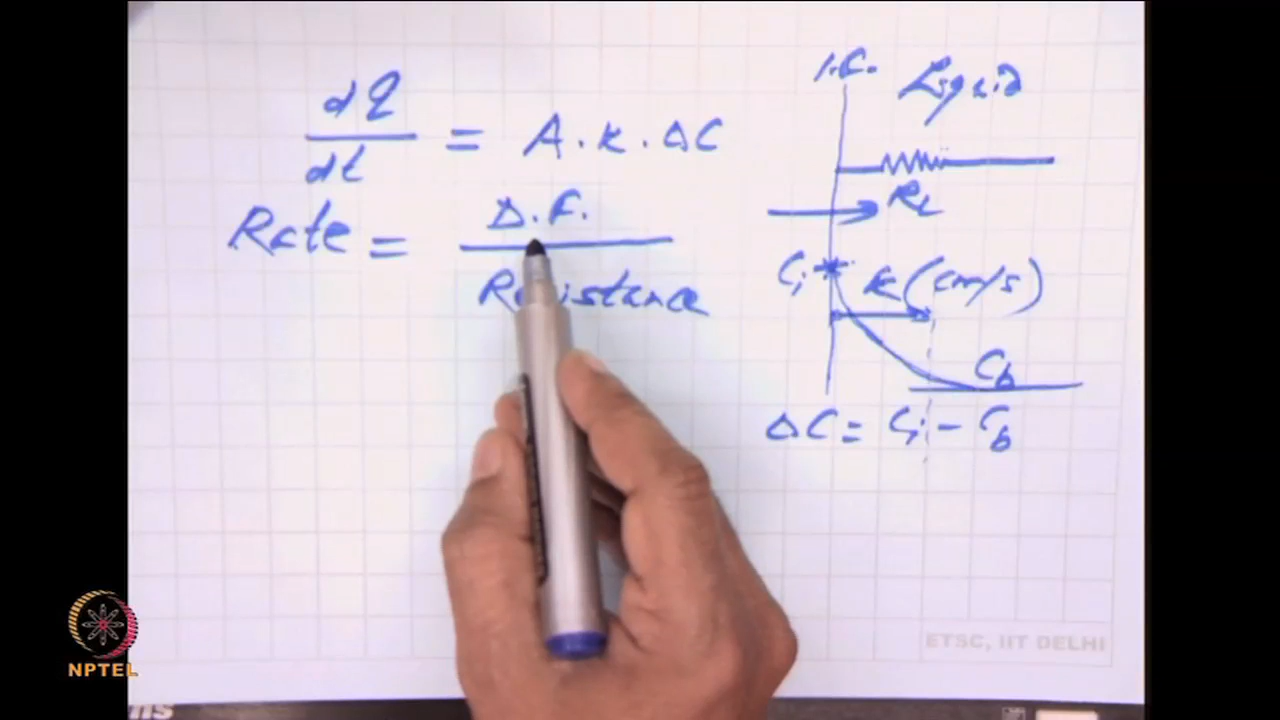 dq
dt
= A . K . ΔC
Rate =
D.F.
Resistance
Liquid
RL
Ci
K (cm/s)
Cb
ΔC = Ci - Cb
ETSC, IIT DELHI
NPTEL